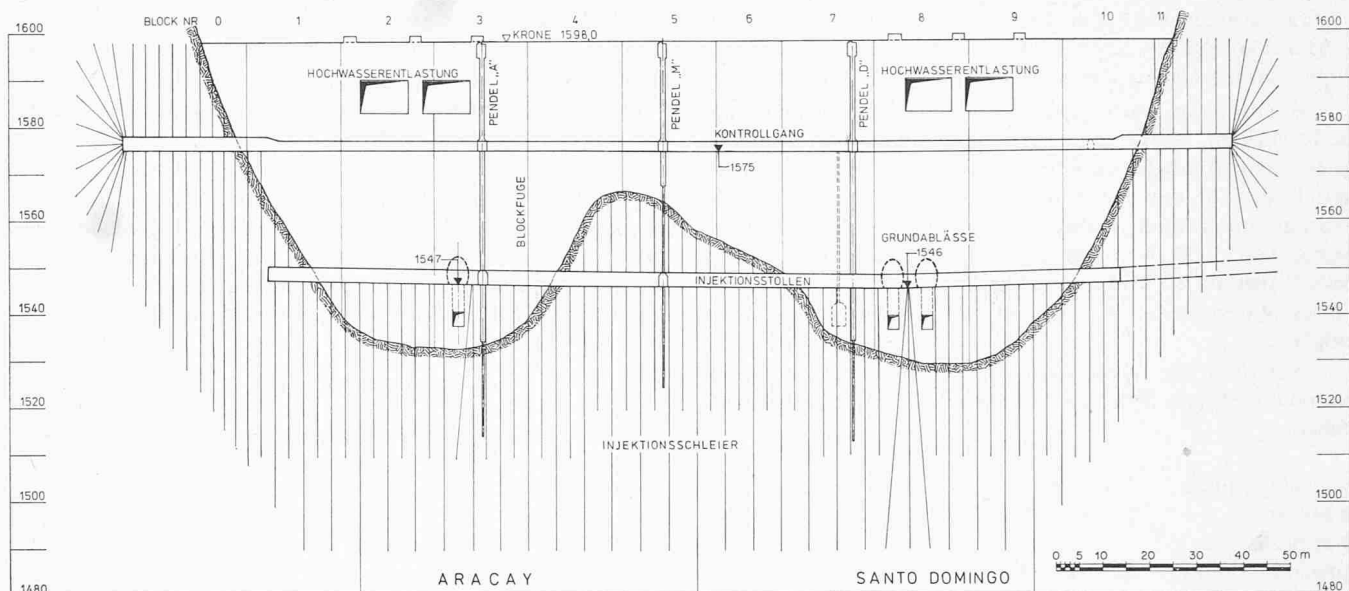 BLOCK NR 0 1 2 3 4 5 6 7 8 9 10 11
1600
1600
KRONE 1598,0
HOCHWASSERENTLASTUNG
PENDEL „A"
PENDEL „M"
PENDEL „D"
HOCHWASSERENTLASTUNG
1580
1580
KONTROLLGANG
1575
1560
1560
BLOCKFUGE
GRUNDABLÄSSE
1547
1546
INJEKTIONSSTOLLEN
1540
1540
1520
1520
INJEKTIONSSCHLEIER
1500
1500
0 5 10 20 30 40 50 m
ARACAY
SANTO DOMINGO
1480
1480